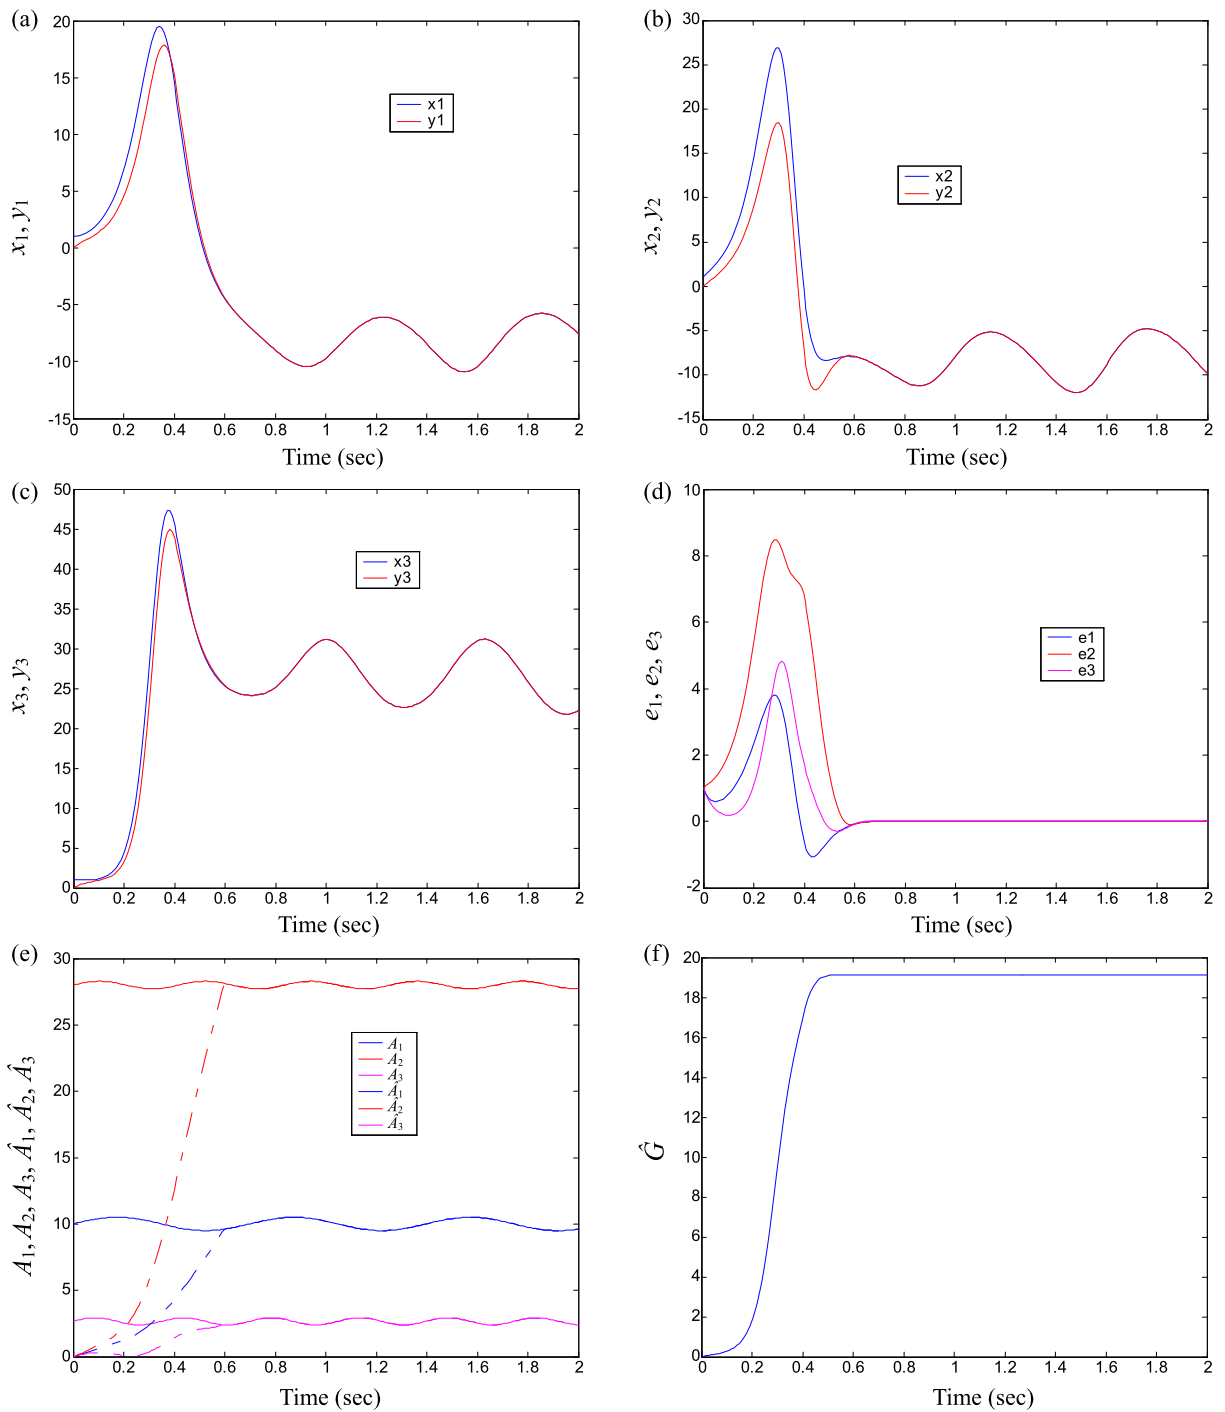 (a)
20
15
10
5
0
-5
-10
-15
0 0.2 0.4 0.6 0.8 1 1.2 1.4 1.6 1.8 2
x1
y1
x₁, y₁
Time (sec)
(b)
30
25
20
15
10
5
0
-5
-10
-15
0 0.2 0.4 0.6 0.8 1 1.2 1.4 1.6 1.8 2
x2
y2
x₂, y₂
Time (sec)
(c)
50
45
40
35
30
25
20
15
10
5
0
0 0.2 0.4 0.6 0.8 1 1.2 1.4 1.6 1.8 2
x3
y3
x₃, y₃
Time (sec)
(d)
10
8
6
4
2
0
-2
0 0.2 0.4 0.6 0.8 1 1.2 1.4 1.6 1.8 2
e1
e2
e3
e₁, e₂, e₃
Time (sec)
(e)
30
25
20
15
10
5
0
0 0.2 0.4 0.6 0.8 1 1.2 1.4 1.6 1.8 2
A₁
A₂
A₃
Â₁
Â₂
Â₃
A₁, A₂, A₃, Â₁, Â₂, Â₃
Time (sec)
(f)
20
18
16
14
12
10
8
6
4
2
0
0 0.2 0.4 0.6 0.8 1 1.2 1.4 1.6 1.8 2
Ĝ
Time (sec)